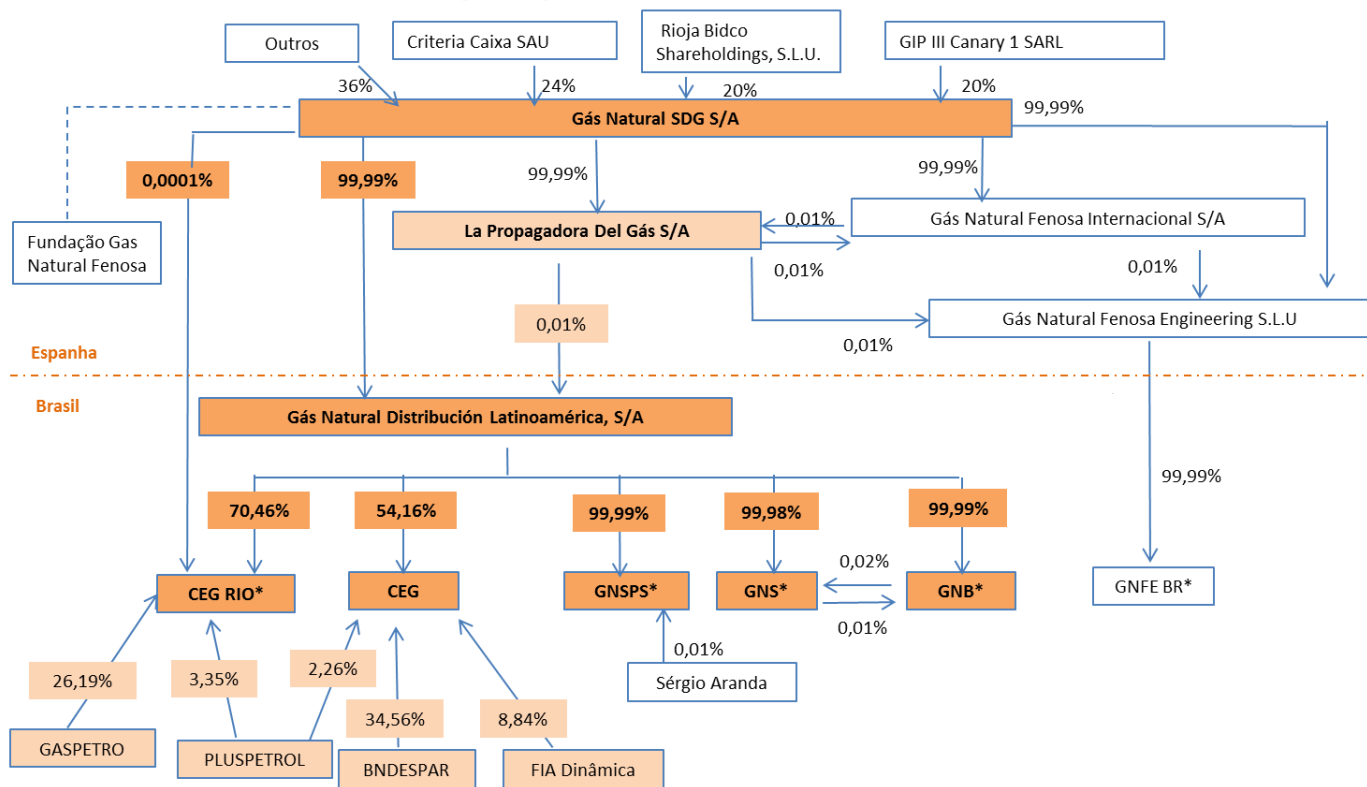 Outros
Criteria Caixa SAU
Rioja Bidco
Shareholdings, S.L.U.
GIP III Canary 1 SARL
36%
24%
20%
20%
99,99%
Gás Natural SDG S/A
0,0001%
99,99%
99,99%
99,99%
Fundação Gas
Natural Fenosa
La Propagadora Del Gás S/A
0,01%
Gás Natural Fenosa Internacional S/A
0,01%
0,01%
0,01%
Gás Natural Fenosa Engineering S.L.U
0,01%
Espanha
Brasil
Gás Natural Distribución Latinoamérica, S/A
99,99%
70,46%
54,16%
99,99%
99,98%
99,99%
0,02%
CEG RIO*
CEG
GNSPS*
GNS*
GNB*
GNFE BR*
0,01%
0,01%
26,19%
3,35%
2,26%
Sérgio Aranda
34,56%
8,84%
GASPETRO
PLUSPETROL
BNDESPAR
FIA Dinâmica